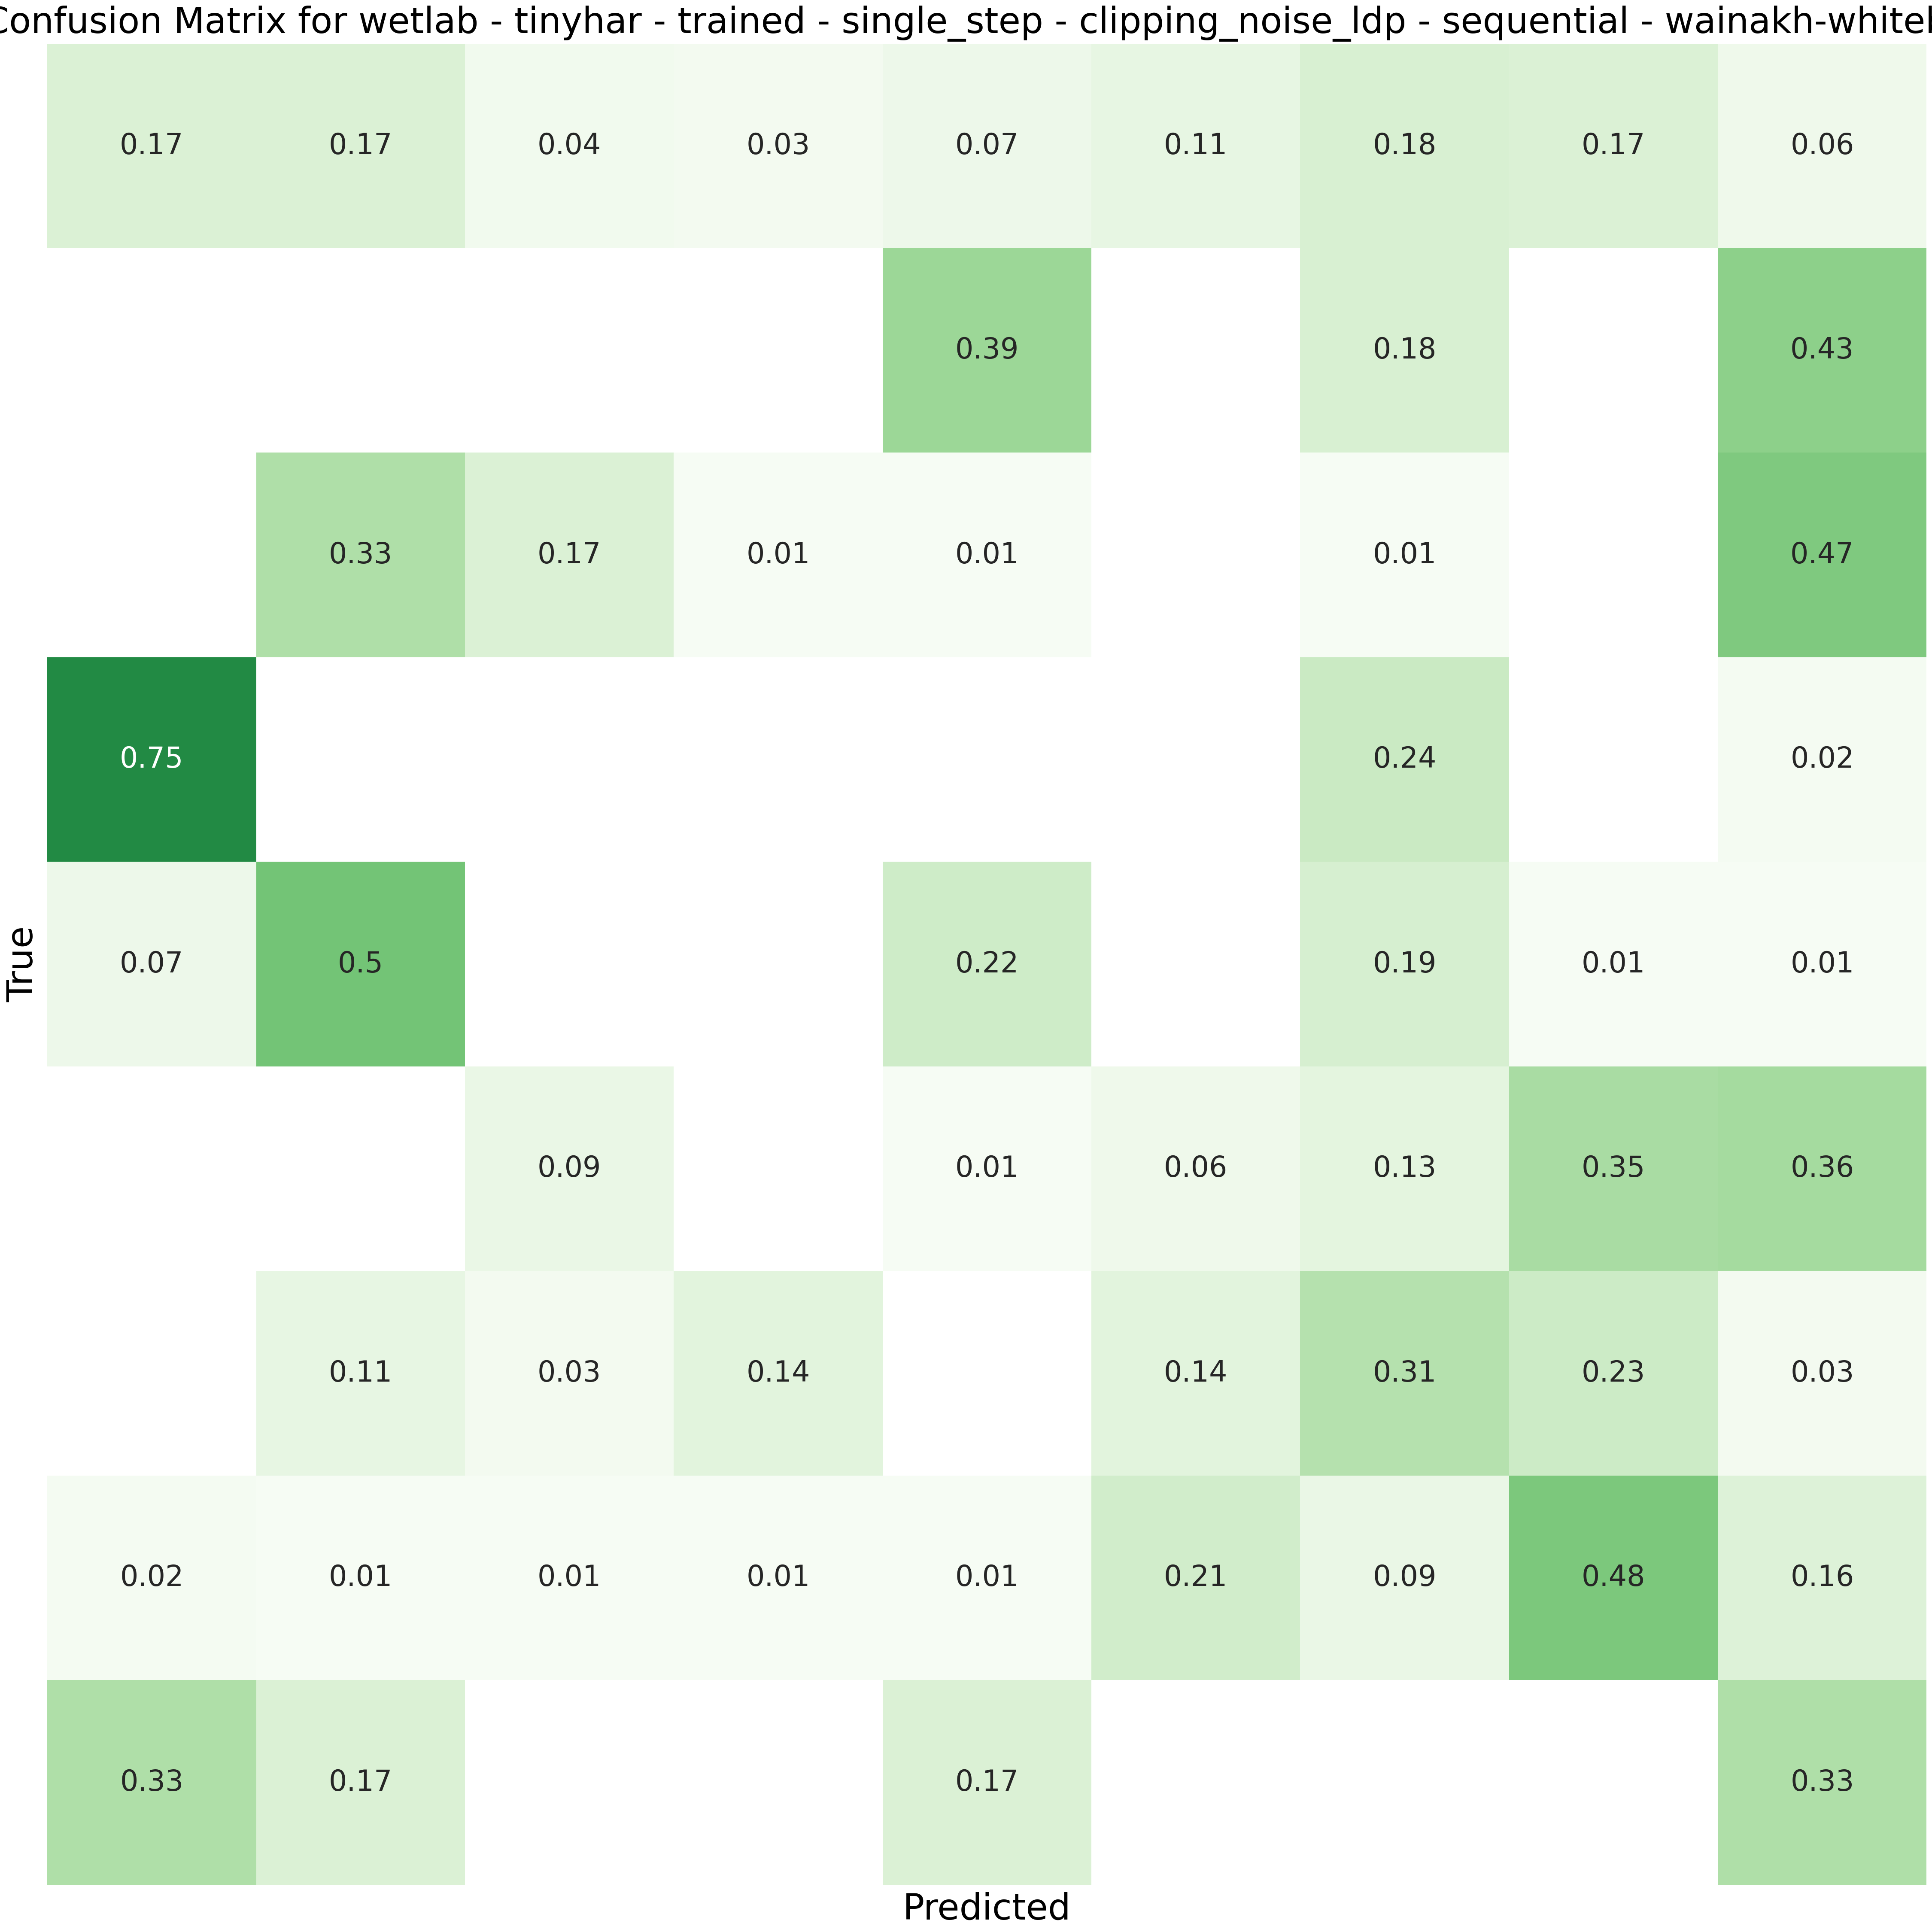 Confusion Matrix for wetlab - tinyhar - trained - single_step - clipping_noise_ldp - sequential - wainakh-white
0.17 0.17 0.04 0.03 0.07 0.11 0.18 0.17 0.06
0.39 0.18 0.43
0.33 0.17 0.01 0.01 0.01 0.47
0.75 0.24 0.02
True
0.07 0.5 0.22 0.19 0.01 0.01
0.09 0.01 0.06 0.13 0.35 0.36
0.11 0.03 0.14 0.14 0.31 0.23 0.03
0.02 0.01 0.01 0.01 0.01 0.21 0.09 0.48 0.16
0.33 0.17 0.17 0.33
Predicted